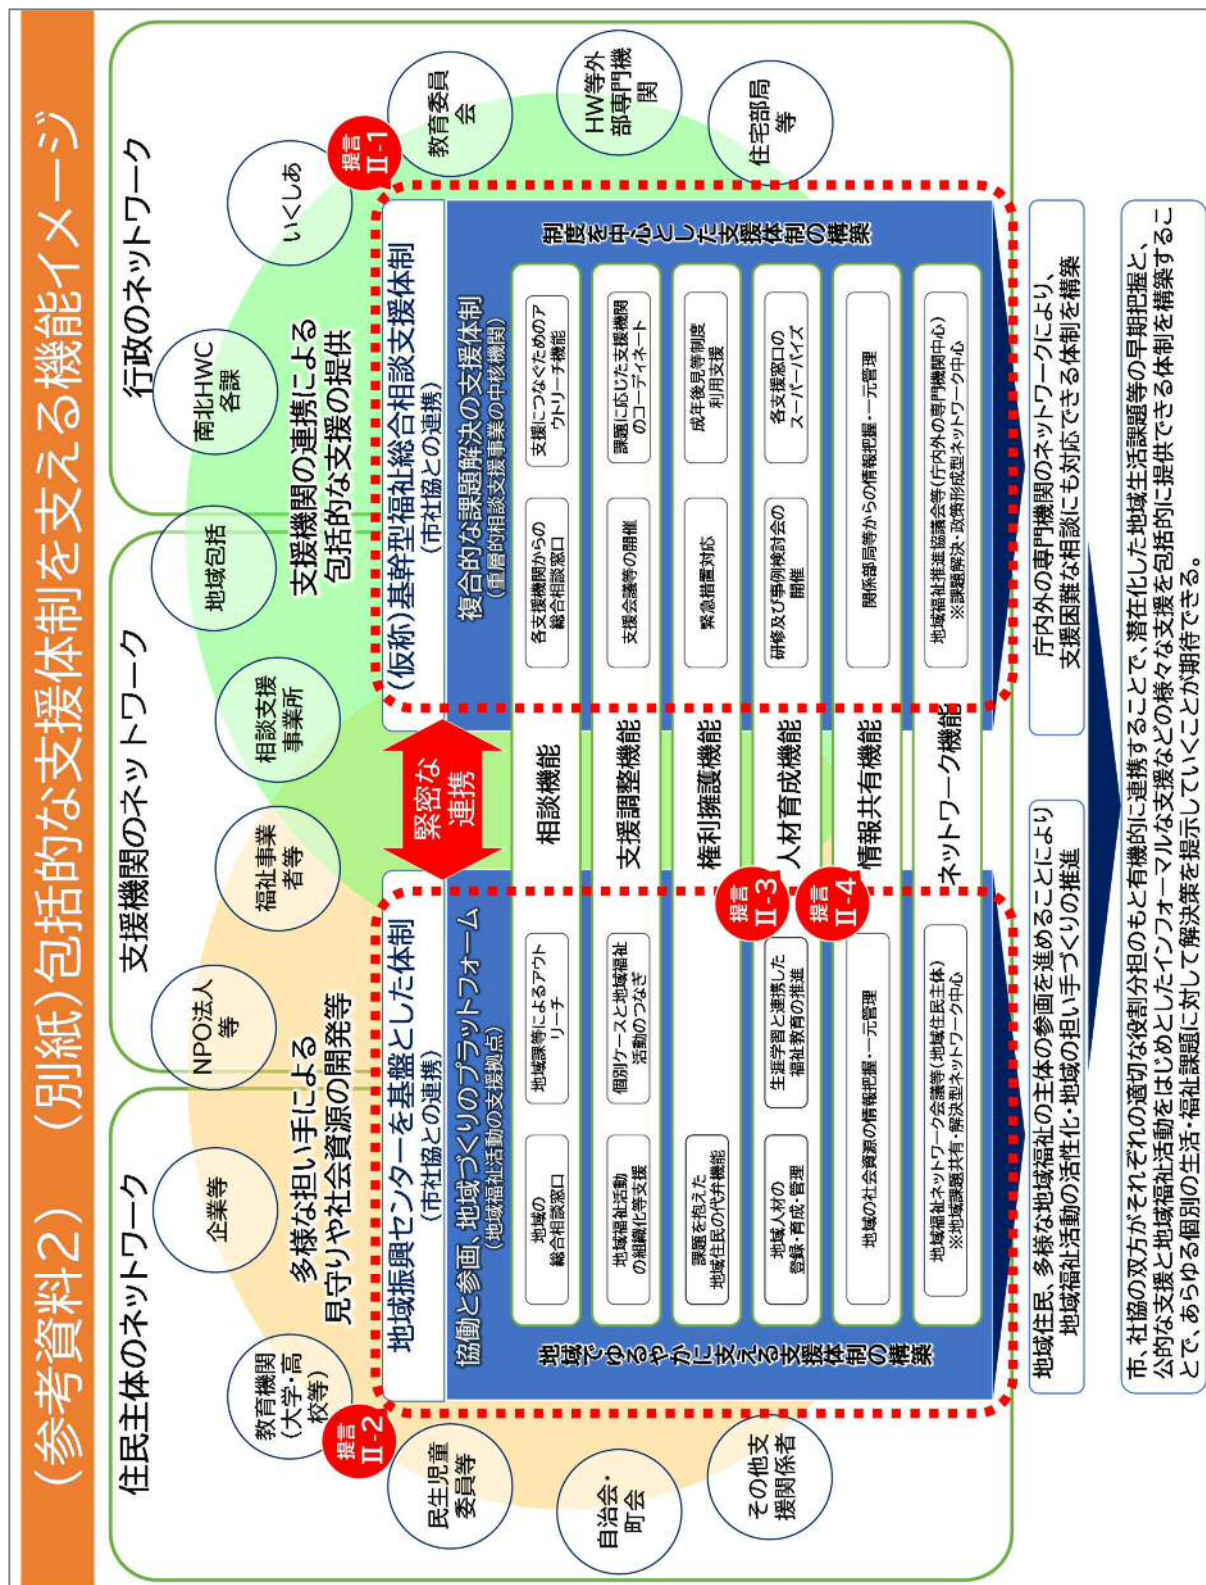 (参考資料2) (別紙)包括的な支援体制を支える機能イメージ
住民主体のネットワーク
支援機関のネットワーク
行政のネットワーク
教育機関
(大学・高
校等)
企業等
NPO法人
等
福祉事業
者等
相談支援
事業所
地域包括
南北HWC
各課
いくしあ
民生児童
委員等
自治会・
町会
その他支
援関係者
教育委員
会
HW等外
部専門機
関
住宅部局
等
多様な担い手による
見守りや社会資源の開発等
支援機関の連携による
包括的な支援の提供
提言
Ⅱ-2
提言
Ⅱ-1
地域振興センターを基盤とした体制
(市社協との連携)
緊密な
連携
(仮称)基幹型福祉総合相談支援体制
(市社協との連携)
協働と参画、地域づくりのプラットフォーム
(地域福祉活動の支援拠点)
複合的な課題解決の支援体制
(重層的相談支援事業の中核機関)
地域でゆるやかに支える支援体制の構築
制度を中心とした支援体制の構築
地域の
総合相談窓口
地域課等によるアウト
リーチ
相談機能
各支援機関からの
総合相談窓口
支援につなぐためのア
ウトリーチ機能
地域福祉活動
の組織化等支援
個別ケースと地域福祉
活動のつなぎ
支援調整機能
支援会議等の開催
課題に応じた支援機関
のコーディネート
課題を抱えた
地域住民の代弁機能
権利擁護機能
緊急措置対応
成年後見等制度
利用支援
提言
Ⅱ-3
地域人材の
登録・育成・管理
生涯学習と連携した
福祉教育の推進
人材育成機能
研修及び事例検討会の
開催
各支援窓口の
スーパーバイズ
提言
Ⅱ-4
地域の社会資源の情報把握・一元管理
情報共有機能
関係部局等からの情報把握・一元管理
地域福祉ネットワーク会議等(地域住民主体)
※地域課題共有・解決型ネットワーク中心
ネットワーク機能
地域福祉推進協議会等(庁内外の専門機関中心)
※課題解決・政策形成型ネットワーク中心
地域住民、多様な地域福祉の主体の参画を進めることにより
地域福祉活動の活性化・地域の担い手づくりの推進
庁内外の専門機関のネットワークにより、
支援困難な相談にも対応できる体制を構築
市、社協の双方がそれぞれの適切な役割分担のもと有機的に連携することで、潜在化した地域生活課題等の早期把握と、
公的な支援と地域福祉活動をはじめとしたインフォーマルな支援などの様々な支援を包括的に提供できる体制を構築するこ
とで、あらゆる個別の生活・福祉課題に対して解決策を提示していくことが期待できる。